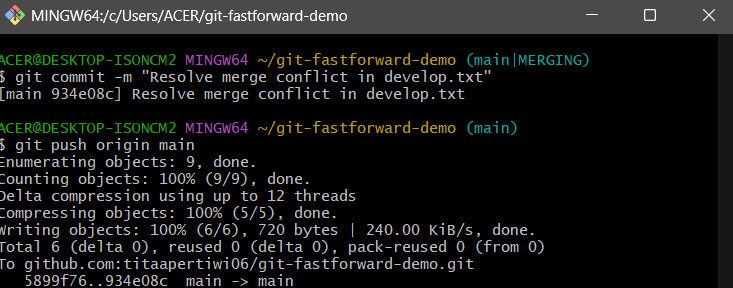 MINGW64:/c/Users/ACER/git-fastforward-demo
ACER@DESKTOP-ISONCM2 MINGW64 ~/git-fastforward-demo (main|MERGING)
$ git commit -m "Resolve merge conflict in develop.txt"
[main 934e08c] Resolve merge conflict in develop.txt
ACER@DESKTOP-ISONCM2 MINGW64 ~/git-fastforward-demo (main)
$ git push origin main
Enumerating objects: 9, done.
Counting objects: 100% (9/9), done.
Delta compression using up to 12 threads
Compressing objects: 100% (5/5), done.
Writing objects: 100% (6/6), 720 bytes | 240.00 KiB/s, done.
Total 6 (delta 0), reused 0 (delta 0), pack-reused 0 (from 0)
To github.com:titaapertiwi06/git-fastforward-demo.git
   5899f76..934e08c  main -> main